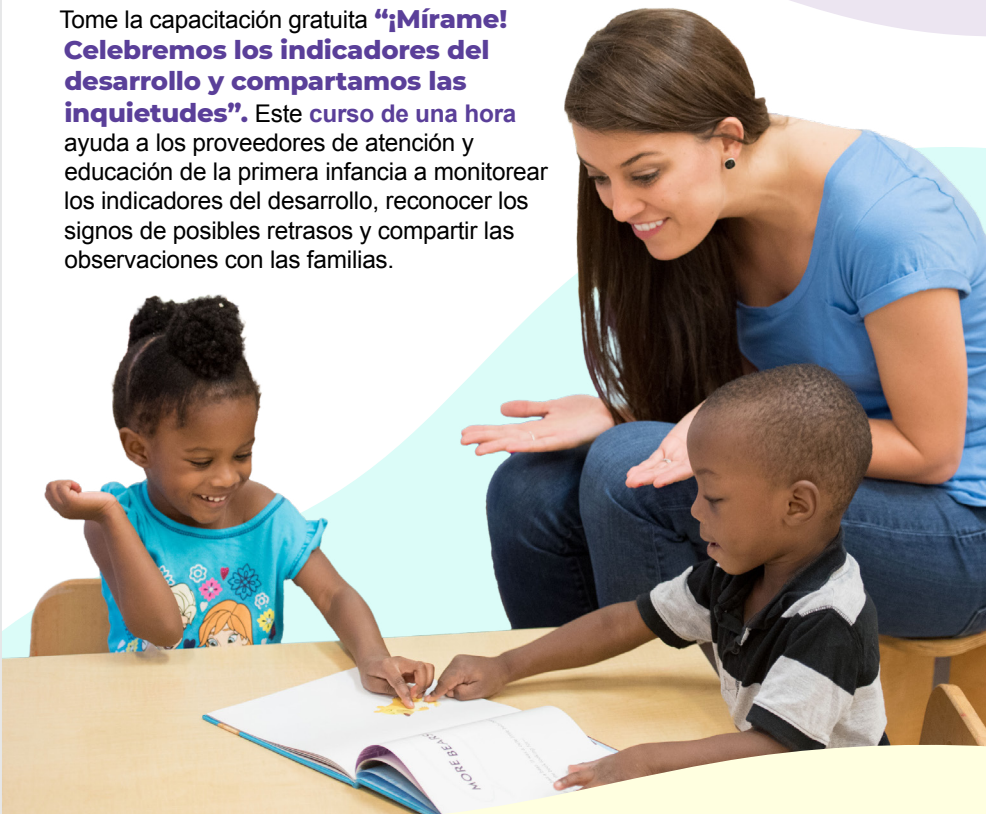 Tome la capacitación gratuita “¡Mírame!
Celebremos los indicadores del
desarrollo y compartamos las
inquietudes”. Este curso de una hora
ayuda a los proveedores de atención y
educación de la primera infancia a monitorear
los indicadores del desarrollo, reconocer los
signos de posibles retrasos y compartir las
observaciones con las familias.
MORE BEARS